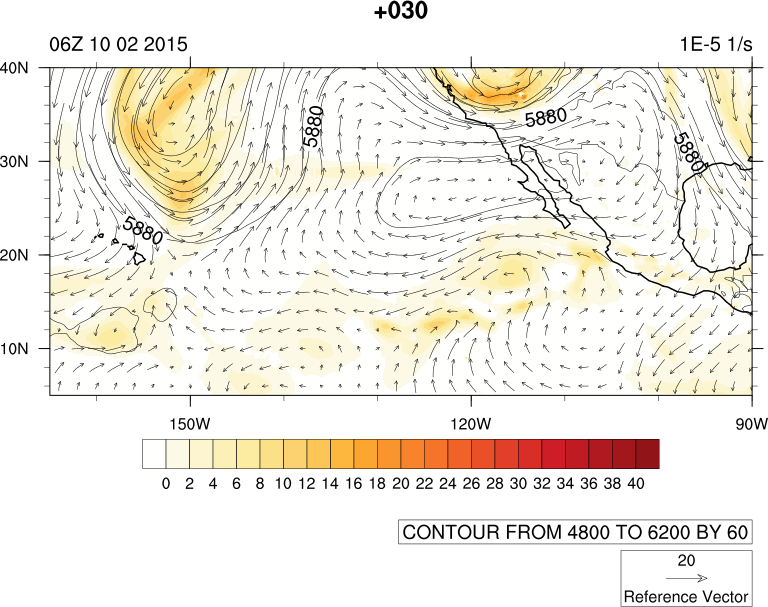 +030
06Z 10 02 2015 1E-5 1/s
40N
30N
20N
10N
5880
5880
5880
5880
150W 120W 90W
0 2 4 6 8 10 12 14 16 18 20 22 24 26 28 30 32 34 36 38 40
CONTOUR FROM 4800 TO 6200 BY 60
20
Reference Vector